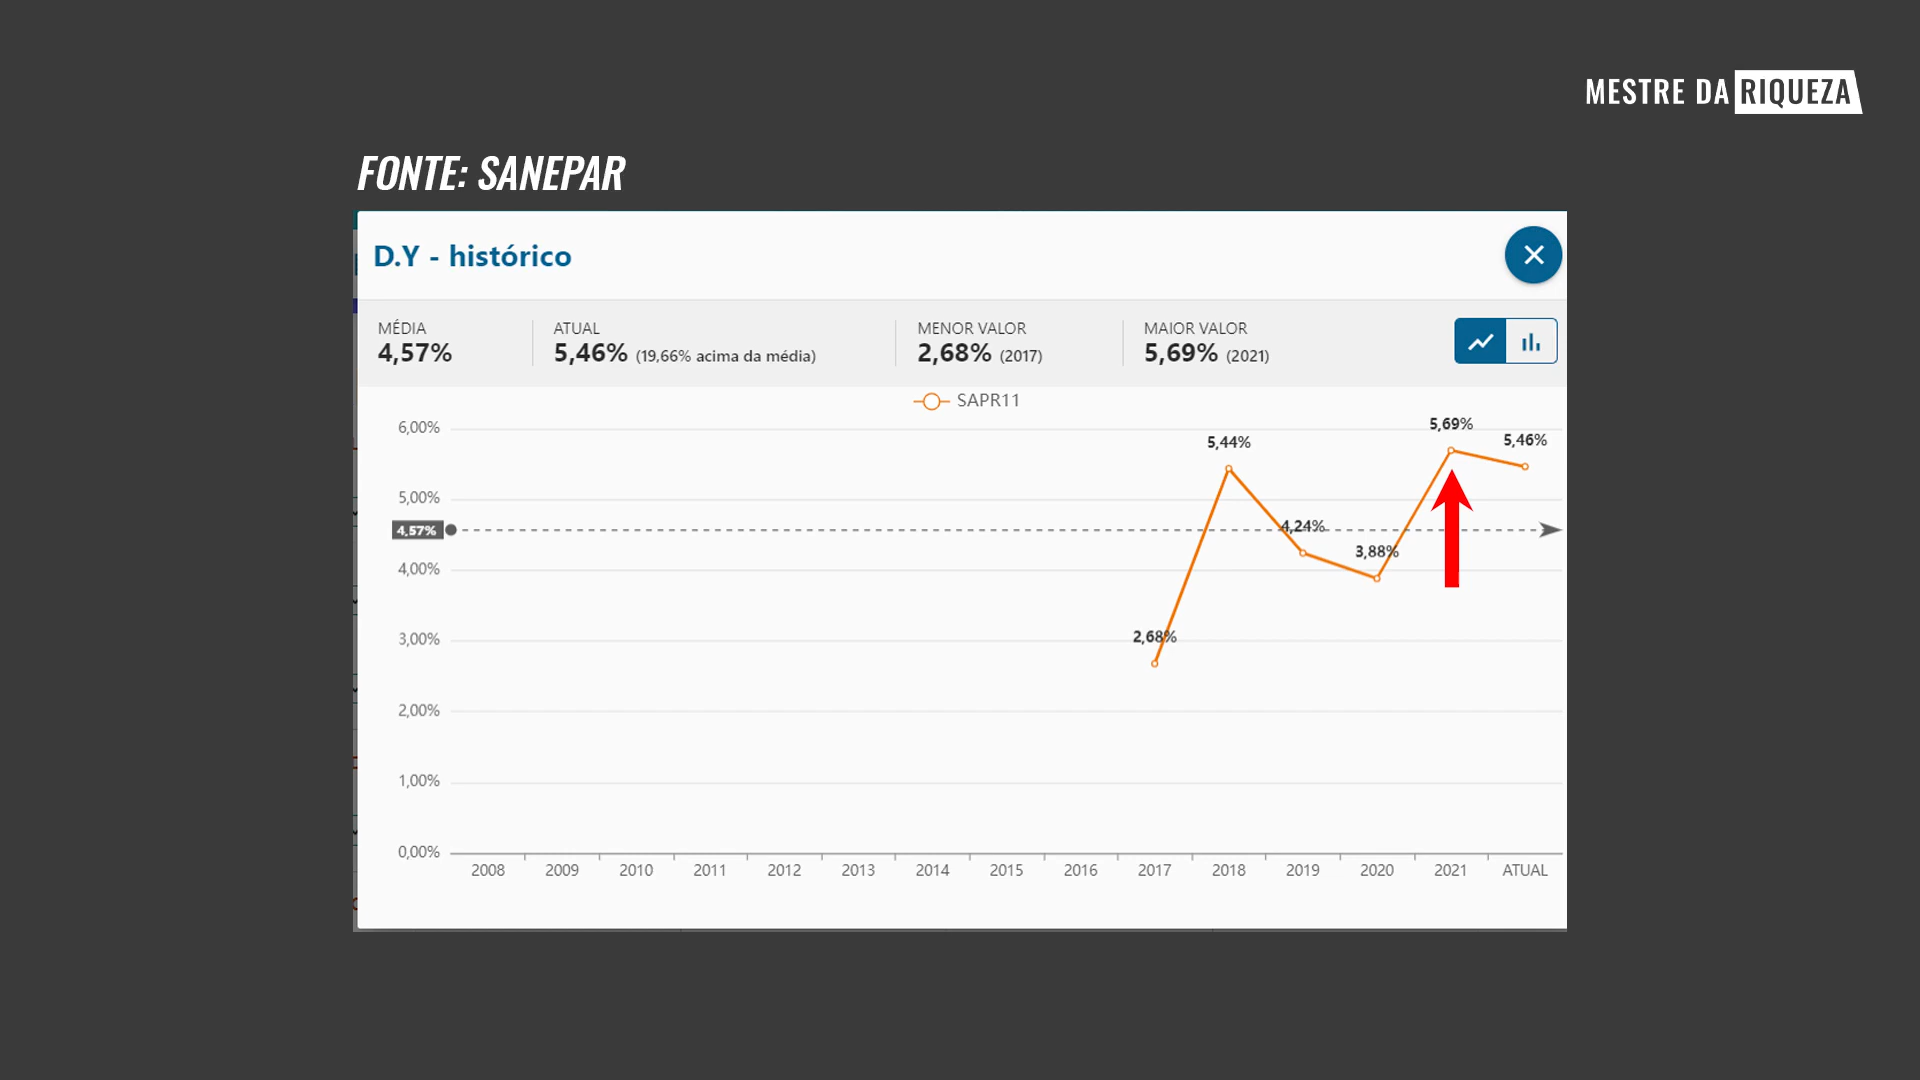 MESTRE DA RIQUEZA
FONTE: SANEPAR
D.Y - histórico
MÉDIA
4,57%
ATUAL
5,46% (19,66% acima da média)
MENOR VALOR
2,68% (2017)
MAIOR VALOR
5,69% (2021)
SAPR11
6,00%
5,00%
4,57%
4,00%
3,00%
2,00%
1,00%
0,00%
2,68%
5,44%
4,24%
3,88%
5,69%
5,46%
2008 2009 2010 2011 2012 2013 2014 2015 2016 2017 2018 2019 2020 2021 ATUAL